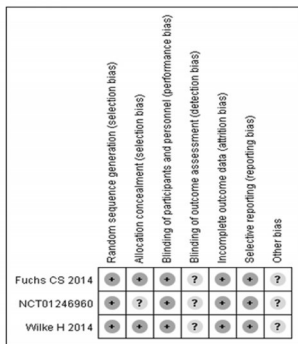 Random sequence generation (selection bias)
Allocation concealment (selection bias)
Blinding of participants and personnel (performance bias)
Blinding of outcome assessment (detection bias)
Incomplete outcome data (attrition bias)
Selective reporting (reporting bias)
Other bias
Fuchs CS 2014 + + + ? + + ?
NCT01246960 + ? + ? + + ?
Wilke H 2014 + + + ? + + ?